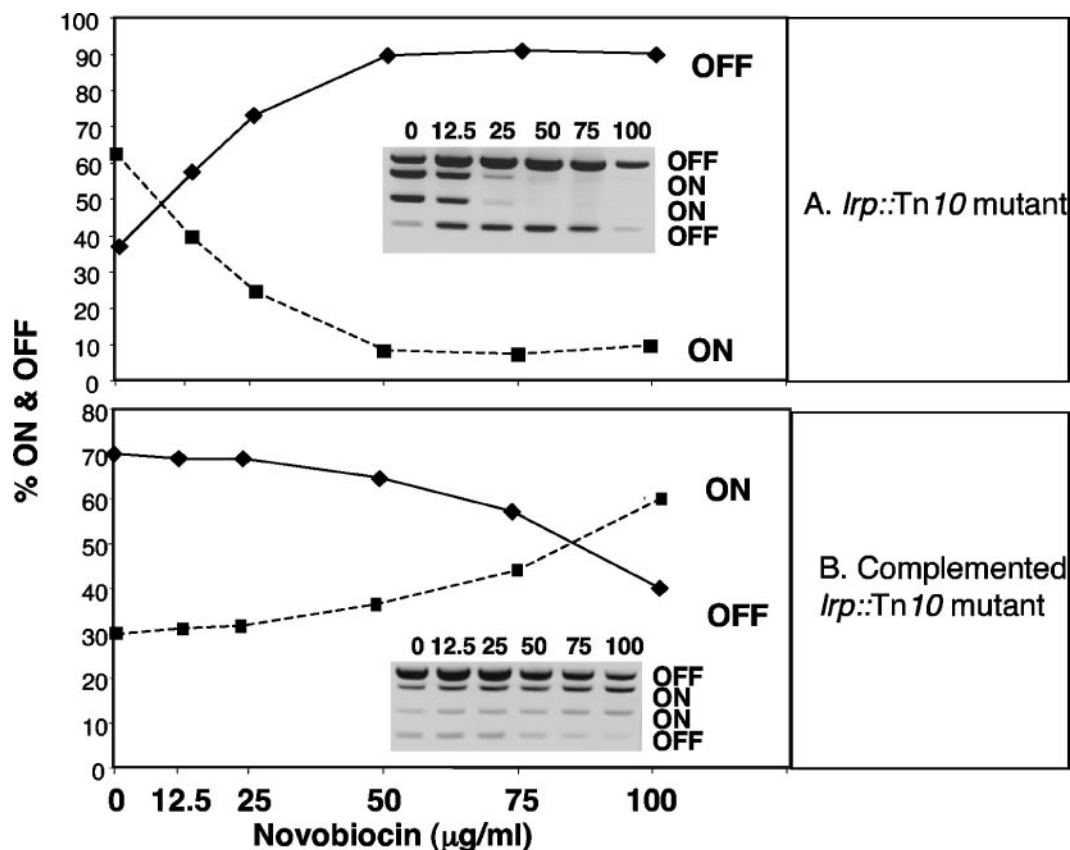 100
90
80
70
60
50
40
30
20
10
0
OFF
ON
0 12.5 25 50 75 100
OFF
ON
ON
OFF
A. lrp::Tn10 mutant
% ON & OFF
80
70
60
50
40
30
20
10
0
ON
OFF
0 12.5 25 50 75 100
OFF
ON
ON
OFF
B. Complemented
lrp::Tn10 mutant
0 12.5 25 50 75 100
Novobiocin (μg/ml)